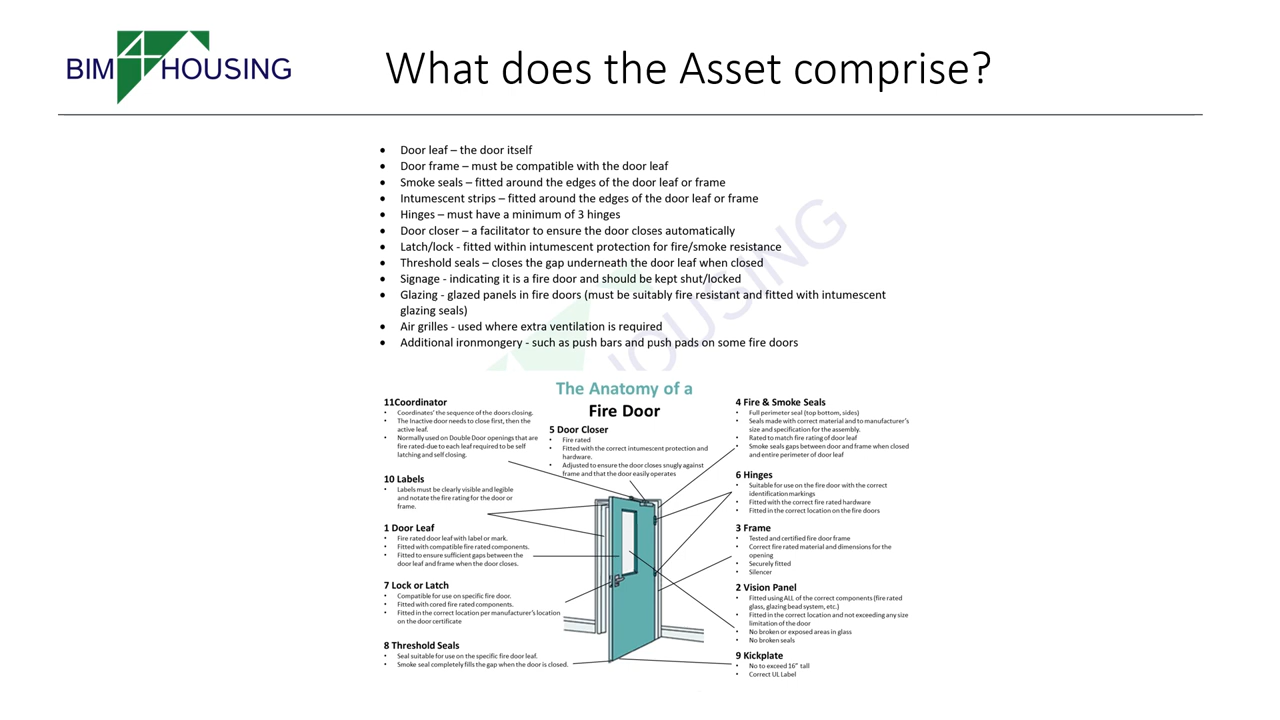 BIM4HOUSING
What does the Asset comprise?
• Door leaf – the door itself
• Door frame – must be compatible with the door leaf
• Smoke seals – fitted around the edges of the door leaf or frame
• Intumescent strips – fitted around the edges of the door leaf or frame
• Hinges – must have a minimum of 3 hinges
• Door closer – a facilitator to ensure the door closes automatically
• Latch/lock - fitted within intumescent protection for fire/smoke resistance
• Threshold seals – closes the gap underneath the door leaf when closed
• Signage - indicating it is a fire door and should be kept shut/locked
• Glazing - glazed panels in fire doors (must be suitably fire resistant and fitted with intumescent
glazing seals)
• Air grilles - used where extra ventilation is required
• Additional ironmongery - such as push bars and push pads on some fire doors
HOUSING
The Anatomy of a
Fire Door
11Coordinator
• Coordinates' the sequence of the doors closing.
• The Inactive door needs to close first, then the
active leaf.
• Normally used on Double Door openings that are
fire rated-due to each leaf required to be self
latching and self closing.
10 Labels
• Labels must be clearly visible and legible
and notate the fire rating for the door or
frame.
1 Door Leaf
• Fire rated door leaf with label or mark.
• Fitted with compatible fire rated components.
• Fitted to ensure sufficient gaps between the
door leaf and frame when the door closes.
7 Lock or Latch
• Compatible for use on specific fire door.
• Fitted with cored fire rated components.
• Fitted in the correct location per manufacturer's location
on the door certificate
8 Threshold Seals
• Seal suitable for use on the specific fire door leaf.
• Smoke seal completely fills the gap when the door is closed.
5 Door Closer
• Fire rated
• Fitted with the correct intumescent protection and
hardware.
• Adjusted to ensure the door closes snugly against
frame and that the door easily operates
4 Fire & Smoke Seals
• Full perimeter seal (top bottom, sides)
• Seals made with correct material and to manufacturer's
size and specification for the assembly.
• Rated to match fire rating of door leaf
• Smoke seals gaps between door and frame when closed
and entire perimeter of door leaf
6 Hinges
• Suitable for use on the fire door with the correct
identification markings
• Fitted with the correct fire rated hardware
• Fitted in the correct location on the fire doors
3 Frame
• Tested and certified fire door frame
• Correct fire rated material and dimensions for the
opening
• Securely fitted
• Silencer
2 Vision Panel
• Fitted using ALL of the correct components (fire rated
glass, glazing bead system, etc.)
• Fitted in the correct location and not exceeding any size
limitation of the door
• No broken or exposed areas in glass
• No broken seals
9 Kickplate
• No to exceed 16" tall
• Correct UL Label